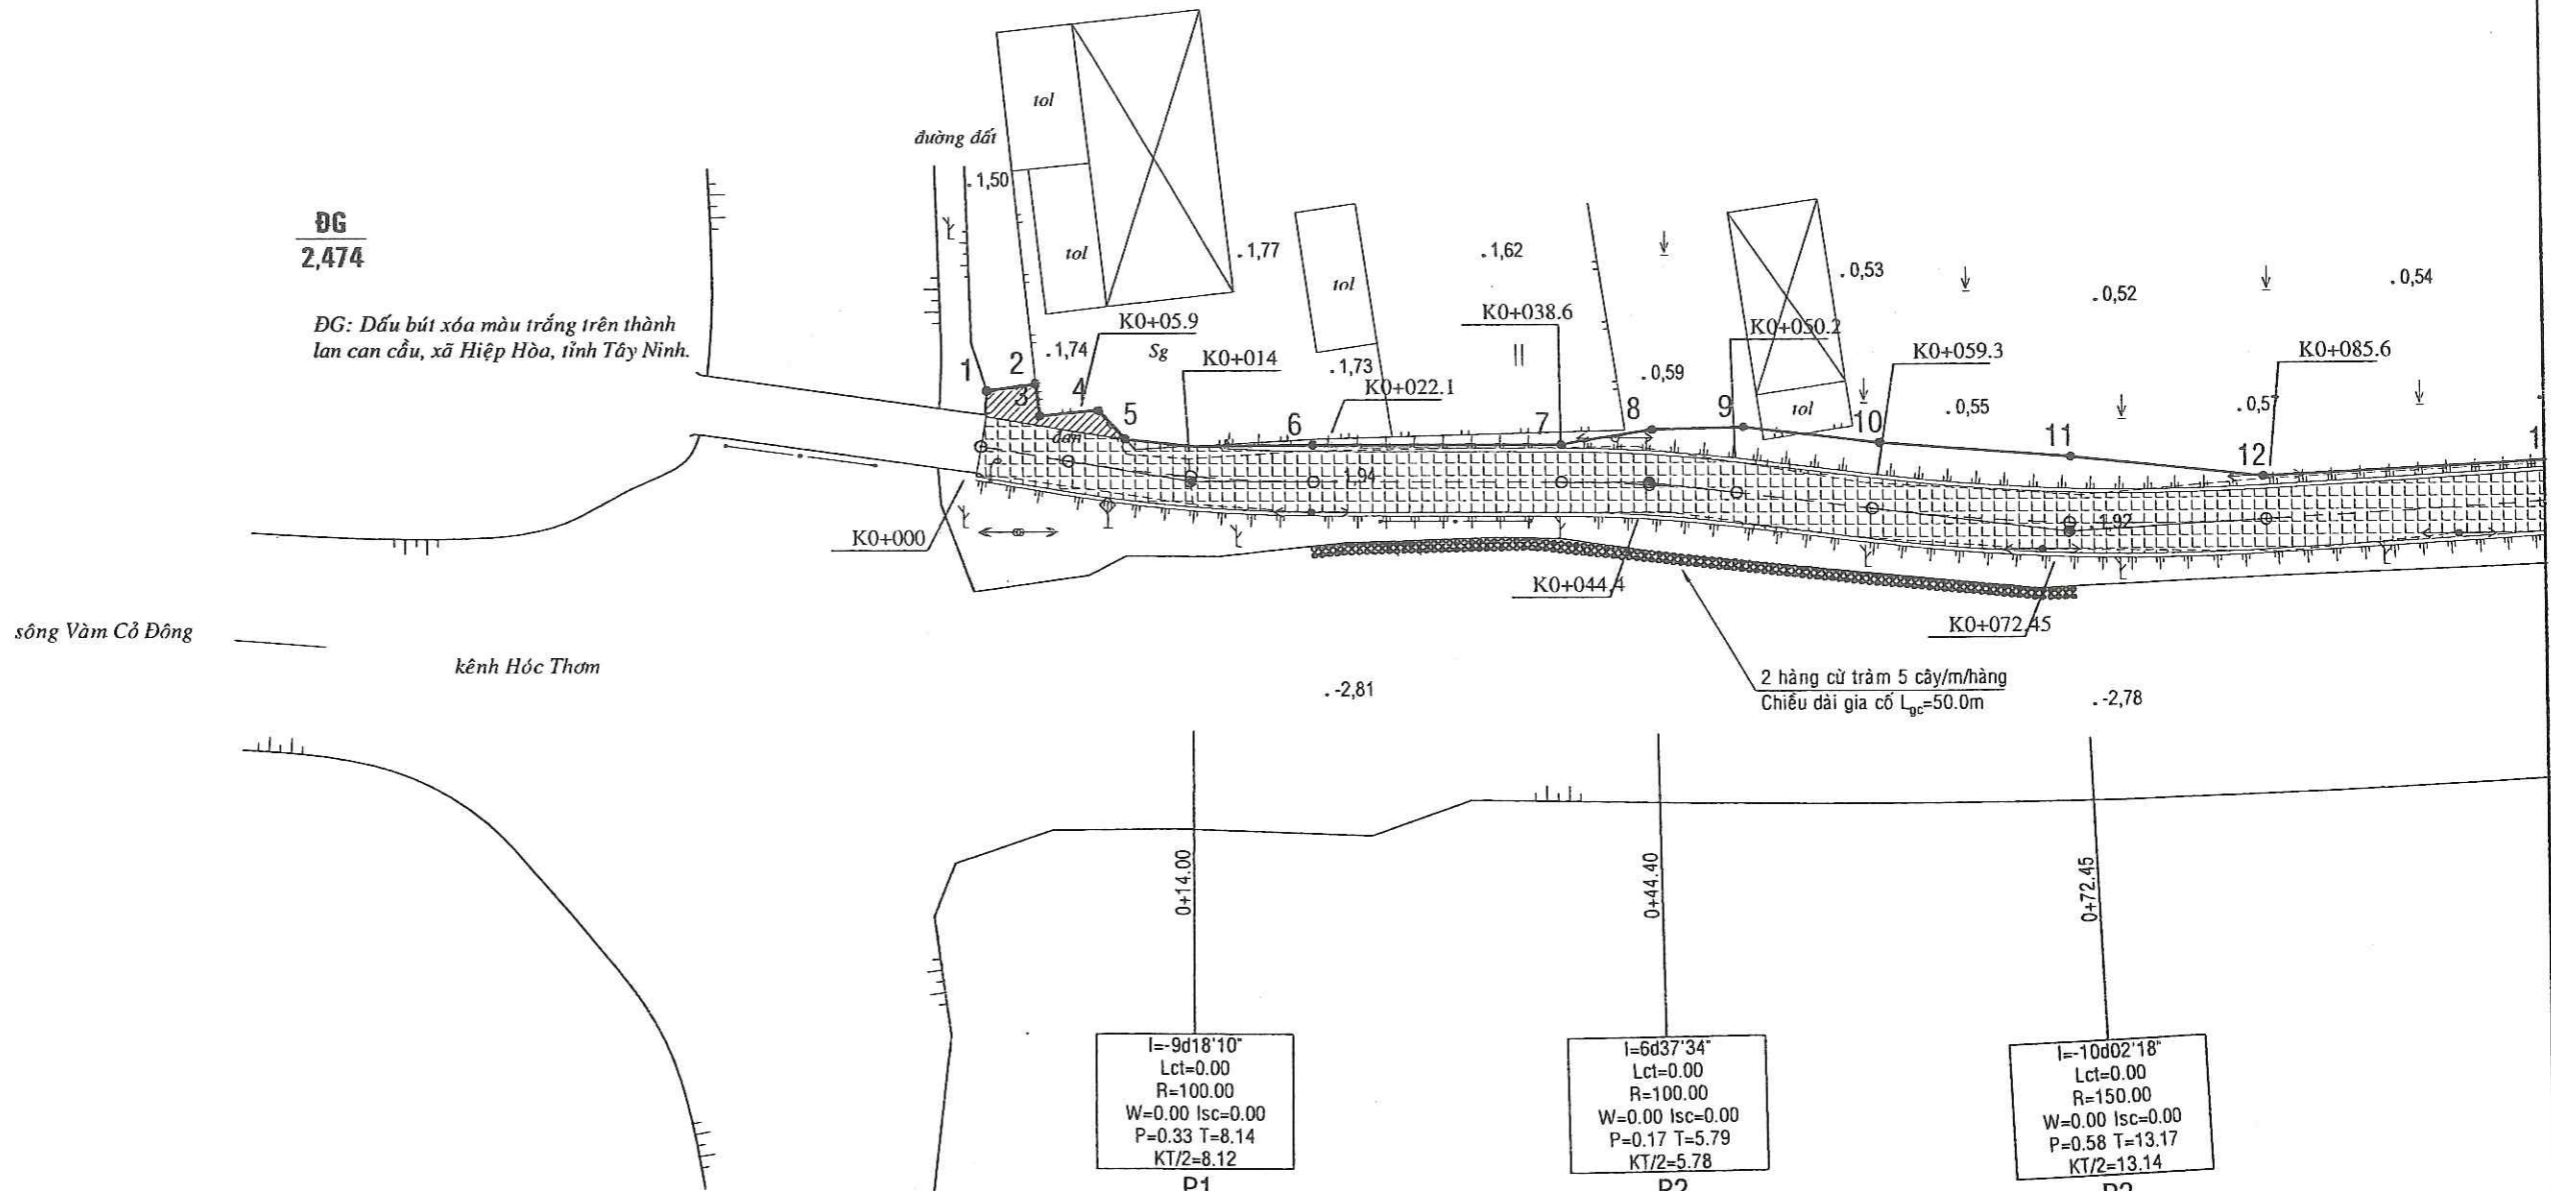 tol
đường đất
. 1,50
ĐG
2,474
tol
. 1,77
. 1,62
tol
. 0,53
. 0,52
. 0,54
ĐG: Dấu bút xóa màu trắng trên thành
lan can cầu, xã Hiệp Hòa, tỉnh Tây Ninh.
K0+05.9
K0+038.6
K0+050.2
1
2
. 1,74
Sg
K0+014
||
K0+059.3
K0+085.6
. 1,73
. 0,59
3
4
K0+022.1
5
6
7
8
9
tol
10
. 0,55
. 0,57
11
12
1
1,94
1,92
K0+000
K0+044.4
K0+072.45
sông Vàm Cỏ Đông
kênh Hóc Thơm
. -2,81
2 hàng cừ tràm 5 cây/m/hàng
Chiều dài gia cố Lgc=50.0m
. -2,78
0+14.00
0+44.40
0+72.45
I=-9d18'10"
Lct=0.00
R=100.00
W=0.00 Isc=0.00
P=0.33 T=8.14
KT/2=8.12
P1
I=6d37'34"
Lct=0.00
R=100.00
W=0.00 Isc=0.00
P=0.17 T=5.79
KT/2=5.78
P2
I=-10d02'18"
Lct=0.00
R=150.00
W=0.00 Isc=0.00
P=0.58 T=13.17
KT/2=13.14